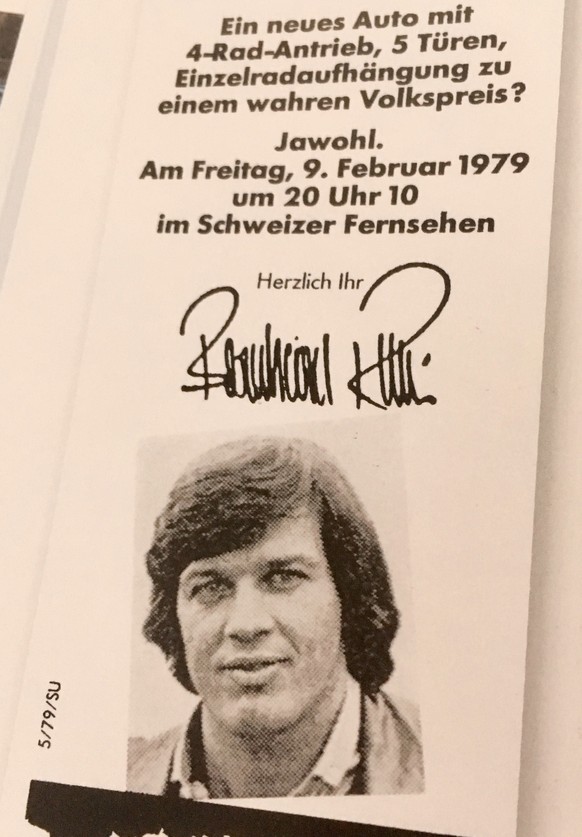 Ein neues Auto mit
4-Rad-Antrieb, 5 Türen,
Einzelradaufhängung zu
einem wahren Volkspreis?
Jawohl.
Am Freitag, 9. Februar 1979
um 20 Uhr 10
im Schweizer Fernsehen
Herzlich Ihr
5/79/SU